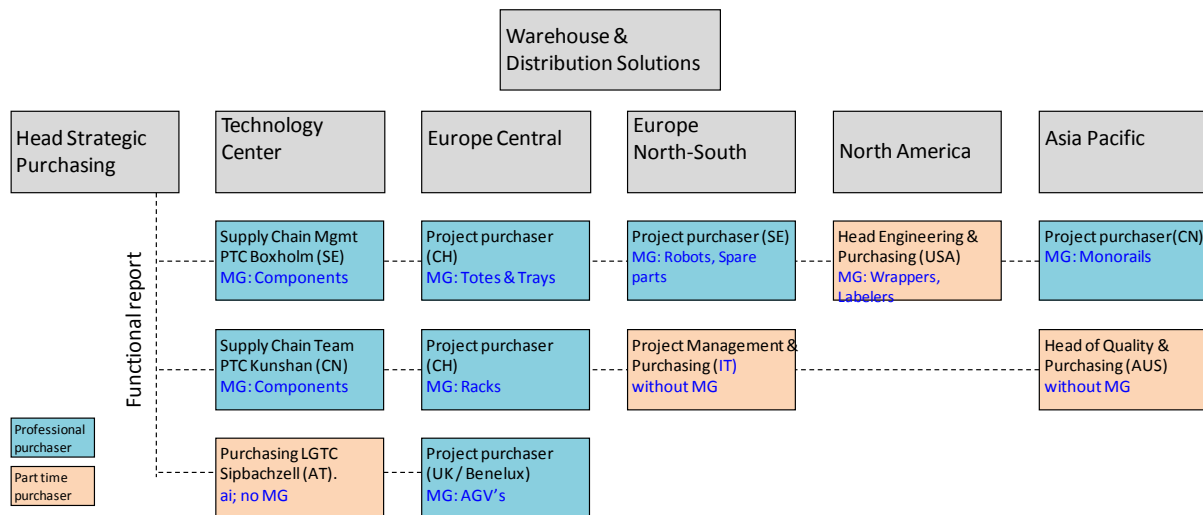 Warehouse &
Distribution Solutions
Head Strategic
Purchasing
Technology
Center
Europe Central
Europe
North-South
North America
Asia Pacific
Functional report
Supply Chain Mgmt
PTC Boxholm (SE)
MG: Components
Project purchaser
(CH)
MG: Totes & Trays
Project purchaser (SE)
MG: Robots, Spare
parts
Head Engineering &
Purchasing (USA)
MG: Wrappers,
Labelers
Project purchaser(CN)
MG: Monorails
Supply Chain Team
PTC Kunshan (CN)
MG: Components
Project purchaser
(CH)
MG: Racks
Project Management &
Purchasing (IT)
without MG
Head of Quality &
Purchasing (AUS)
without MG
Purchasing LGTC
Sipbachzell (AT).
ai; no MG
Project purchaser
(UK / Benelux)
MG: AGV's
Professional
purchaser
Part time
purchaser